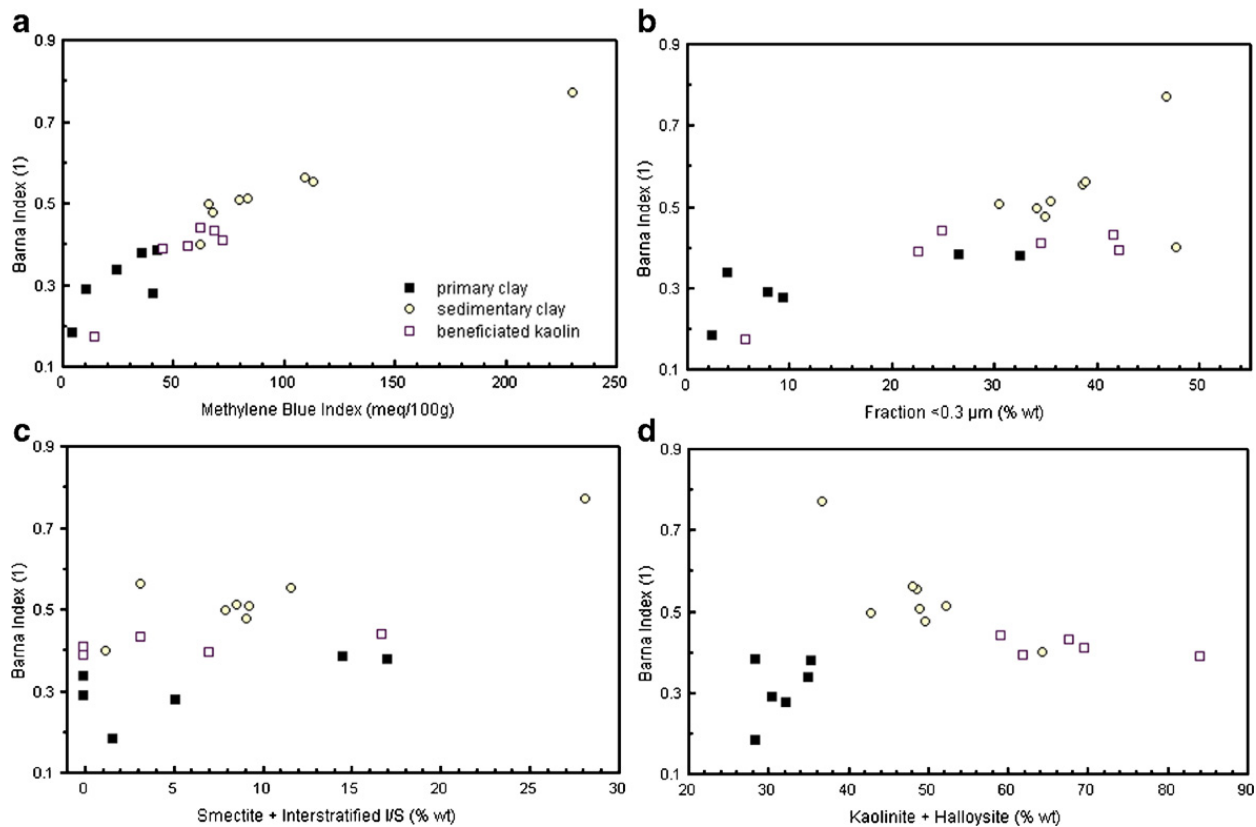 a
0.9
0.7
0.5
0.3
0.1
Barna Index (1)
0 50 100 150 200 250
Methylene Blue Index (meq/100g)
primary clay
sedimentary clay
beneficiated kaolin
b
0.9
0.7
0.5
0.3
0.1
Barna Index (1)
0 10 20 30 40 50
Fraction <0.3 µm (% wt)
c
0.9
0.7
0.5
0.3
0.1
Barna Index (1)
0 5 10 15 20 25 30
Smectite + Interstratified I/S (% wt)
d
0.9
0.7
0.5
0.3
0.1
Barna Index (1)
20 30 40 50 60 70 80 90
Kaolinite + Halloysite (% wt)